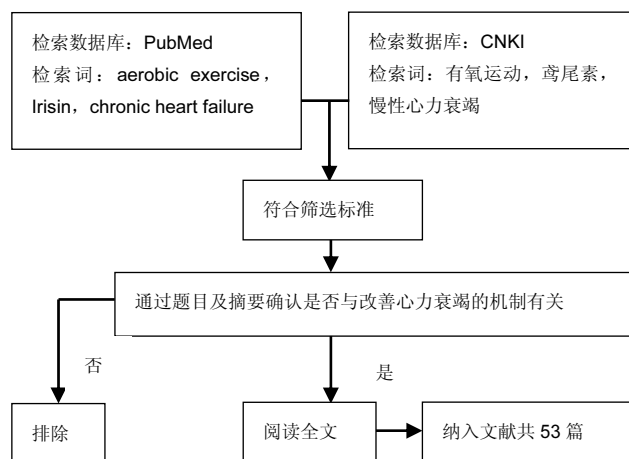 检索数据库：PubMed
检索词：aerobic exercise，
Irisin，chronic heart failure
检索数据库：CNKI
检索词：有氧运动，鸢尾素，
慢性心力衰竭
符合筛选标准
通过题目及摘要确认是否与改善心力衰竭的机制有关
否
是
排除
阅读全文
纳入文献共 53 篇